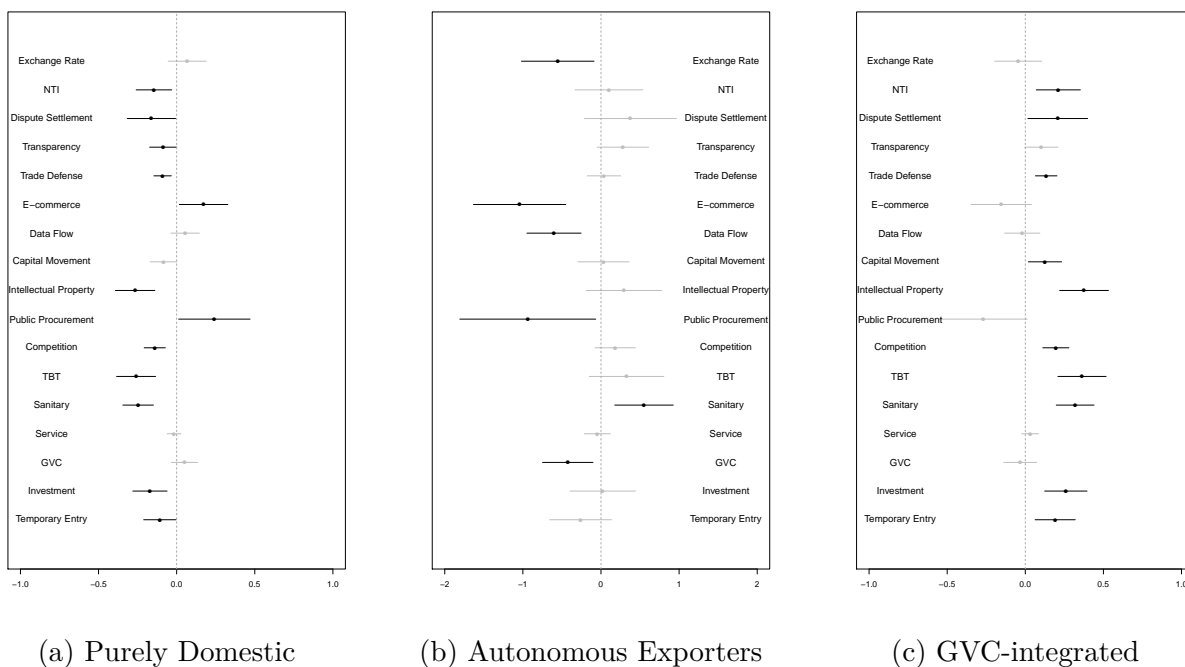 Exchange Rate
NTI
Dispute Settlement
Transparency
Trade Defense
E−commerce
Data Flow
Capital Movement
Intellectual Property
Public Procurement
Competition
TBT
Sanitary
Service
GVC
Investment
Temporary Entry
−1.0 −0.5 0.0 0.5 1.0
(a) Purely Domestic
Exchange Rate
NTI
Dispute Settlement
Transparency
Trade Defense
E−commerce
Data Flow
Capital Movement
Intellectual Property
Public Procurement
Competition
TBT
Sanitary
Service
GVC
Investment
Temporary Entry
−2 −1 0 1 2
(b) Autonomous Exporters
Exchange Rate
NTI
Dispute Settlement
Transparency
Trade Defense
E−commerce
Data Flow
Capital Movement
Intellectual Property
Public Procurement
Competition
TBT
Sanitary
Service
GVC
Investment
Temporary Entry
−1.0 −0.5 0.0 0.5 1.0
(c) GVC-integrated